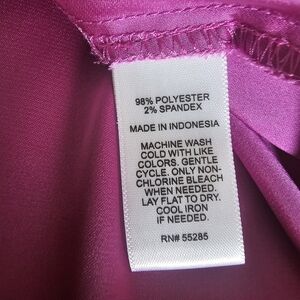 98% POLYESTER
2% SPANDEX
MADE IN INDONESIA
MACHINE WASH
COLD WITH LIKE
COLORS. GENTLE
CYCLE. ONLY NON-
CHLORINE BLEACH
WHEN NEEDED.
LAY FLAT TO DRY.
COOL IRON
IF NEEDED.
RN# 55285